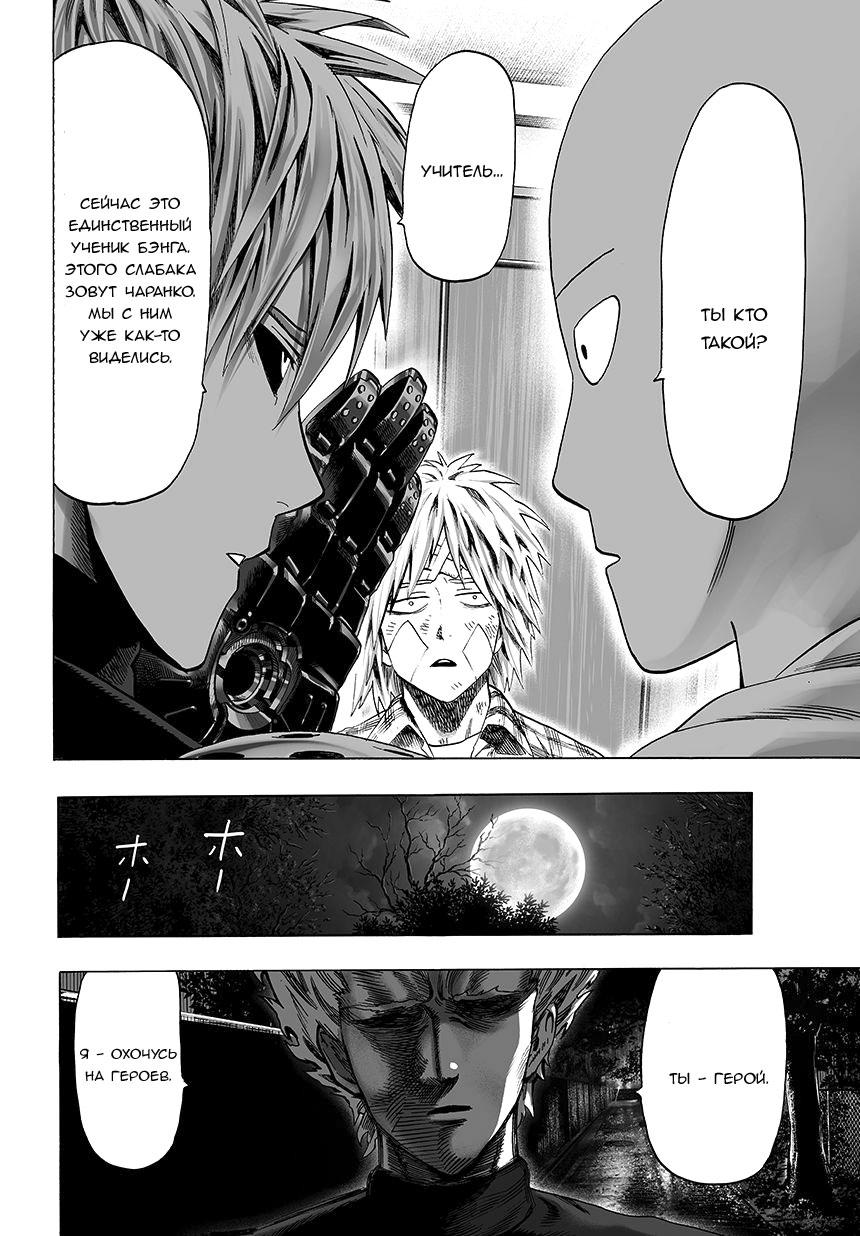 ТЫ КТО
ТАКОЙ?
УЧИТЕЛЬ...
СЕЙЧАС ЭТО
ЕДИНСТВЕННЫЙ
УЧЕНИК БЭНГА.
ЭТОГО СЛАБАКА
ЗОВУТ ЧАРАНКО.
МЫ С НИМ
УЖЕ КАК-ТО
ВИДЕЛИСЬ.
ホー
ホー
ТЫ - ГЕРОЙ.
Я - ОХОЧУСЬ
НА ГЕРОЕВ.